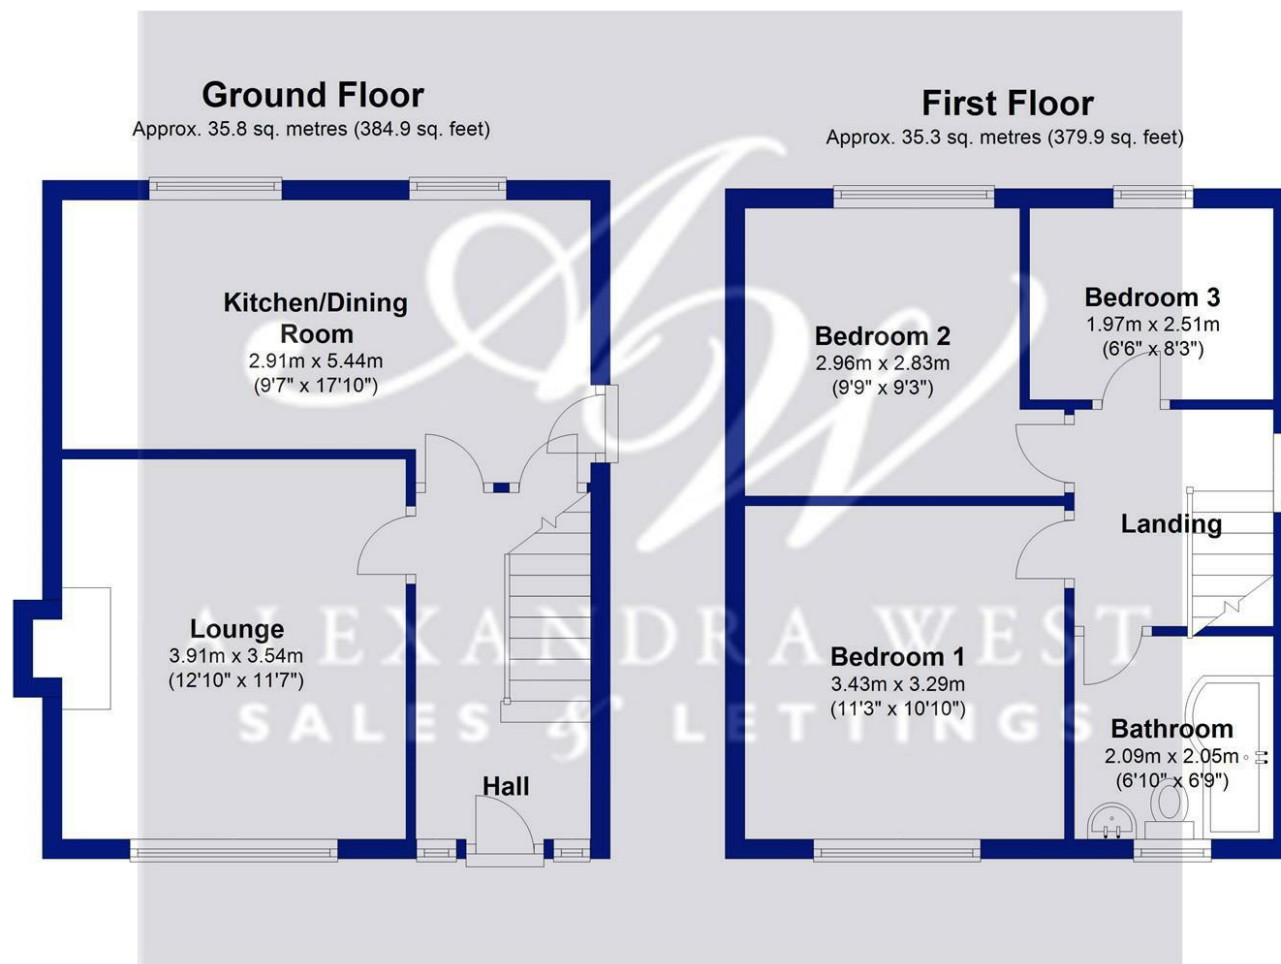 Ground Floor
Approx. 35.8 sq. metres (384.9 sq. feet)
Kitchen/Dining
Room
2.91m x 5.44m
(9'7" x 17'10")
Lounge
3.91m x 3.54m
(12'10" x 11'7")
Hall
First Floor
Approx. 35.3 sq. metres (379.9 sq. feet)
Bedroom 2
2.96m x 2.83m
(9'9" x 9'3")
Bedroom 3
1.97m x 2.51m
(6'6" x 8'3")
Landing
Bedroom 1
3.43m x 3.29m
(11'3" x 10'10")
Bathroom
2.09m x 2.05m
(6'10" x 6'9")
AW
ALEXANDRA WEST
SALES & LETTINGS